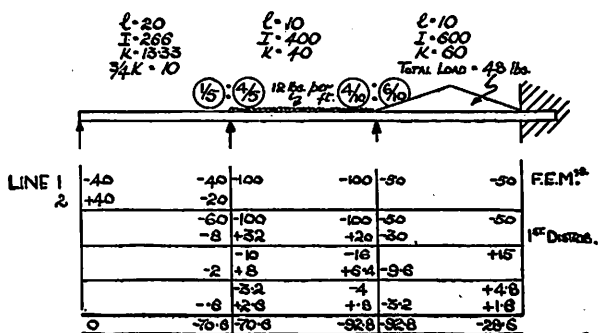 l=20 l=10 l=10
I=266 I=400 I=600
K=13.33 K=40 K=60
3/4K=10 TOTAL LOAD = 48 lbs.
1/5 : 4/5 12 lbs. per ft. 4/10 : 6/10
LINE 1 -40 -40 -100 -100 -50 -50 F.E.M.s
2 +40 -20
-60 -100 -100 -50 -50
-8 +32 +20 -30 1ST DISTRIB.
-10 -16 +15
-2 +8 +6.4 -9.6
-3.2 -4 +4.8
-.6 +2.6 +.8 -3.2 +1.6
0 -70.6 -70.6 -92.8 -92.8 -28.6